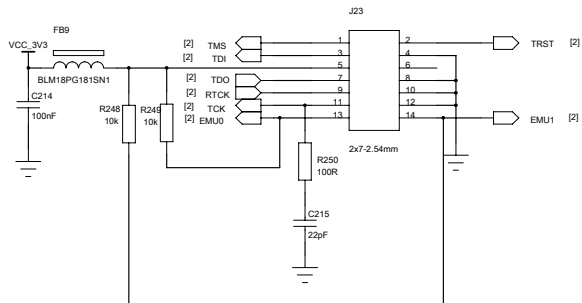 J23
FB9
VCC_3V3
BLM18PG181SN1
C214
100nF
R248
10k
R249
10k
[2] TMS 1 2 TRST [2]
[2] TDI 3 4
5 6
[2] TDO 7 8
[2] RTCK 9 10
[2] TCK 11 12
[2] EMU0 13 14 EMU1 [2]
2x7-2.54mm
R250
100R
C215
22pF